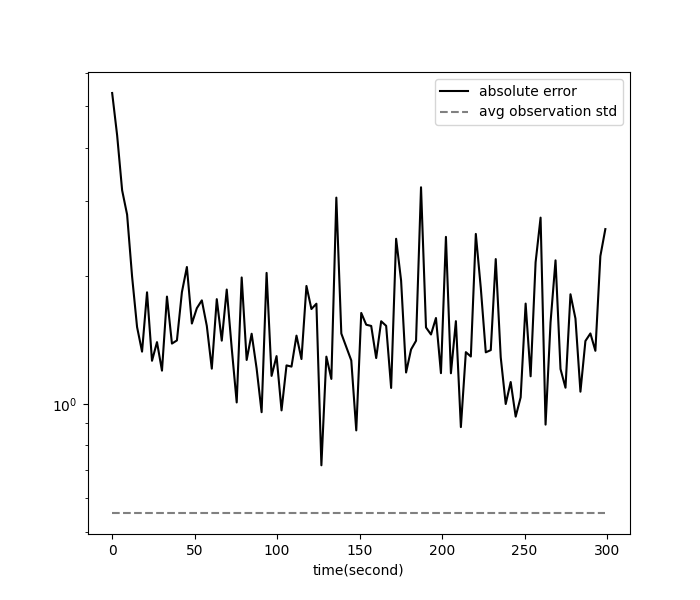 absolute error
avg observation std
10⁰
0 50 100 150 200 250 300
time(second)